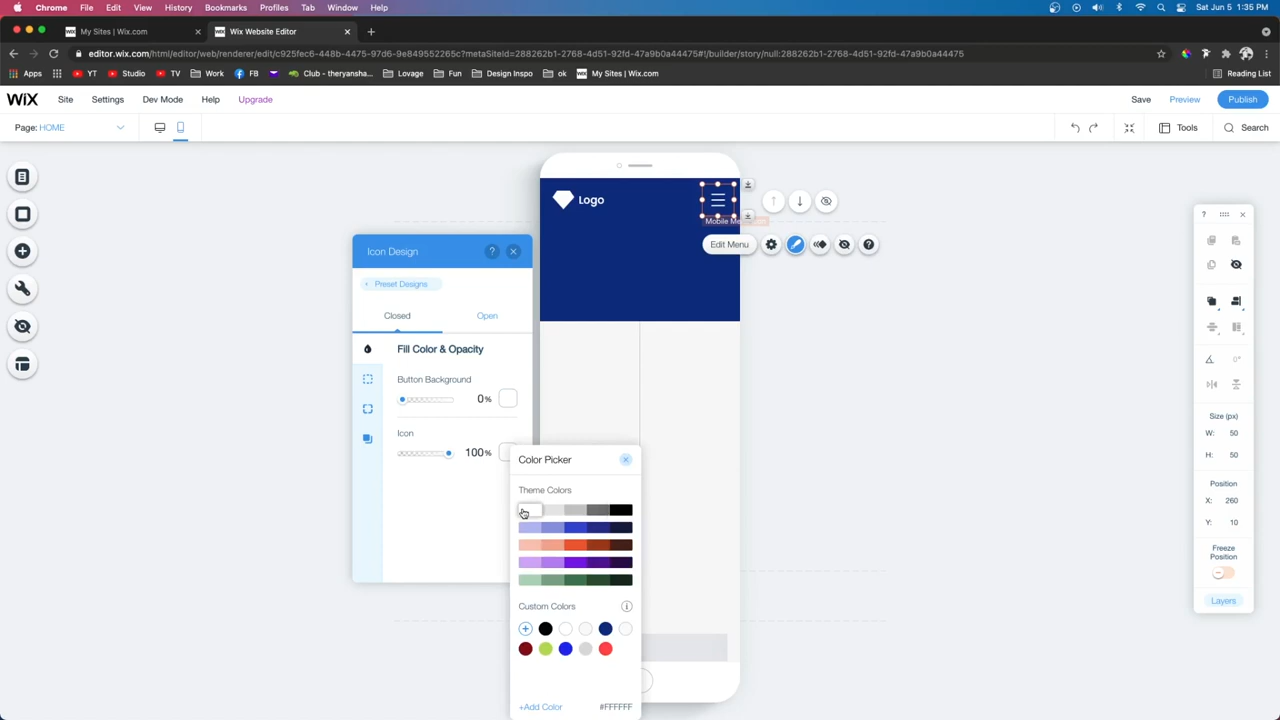 Chrome File Edit View History Bookmarks Profiles Tab Window Help
Sat Jun 5 1:35 PM
WiX My Sites | Wix.com × WiX Wix Website Editor × +
editor.wix.com/html/editor/web/renderer/edit/c925fec6-448b-4475-97d6-9e849552265c?metaSiteId=288262b1-2768-4d51-92fd-47a9b0a44475#!/builder/story/null:288262b1-2768-4d51-92fd-47a9b0a44475
Apps YT Studio TV Work FB Club - theryansha... Lovage Fun Design Inspo ok WiX My Sites | Wix.com Reading List
WiX Site Settings Dev Mode Help Upgrade Save Preview Publish
Page: HOME Tools Search
Logo
Edit Menu
Icon Design ? ×
‹ Preset Designs
Closed Open
Fill Color & Opacity
Button Background
0%
Icon
100%
Color Picker ×
Theme Colors
Custom Colors
+Add Color #FFFFFF
? ×
0°
Size (px)
W: 50
H: 50
Position
X: 260
Y: 10
Freeze
Position
Layers